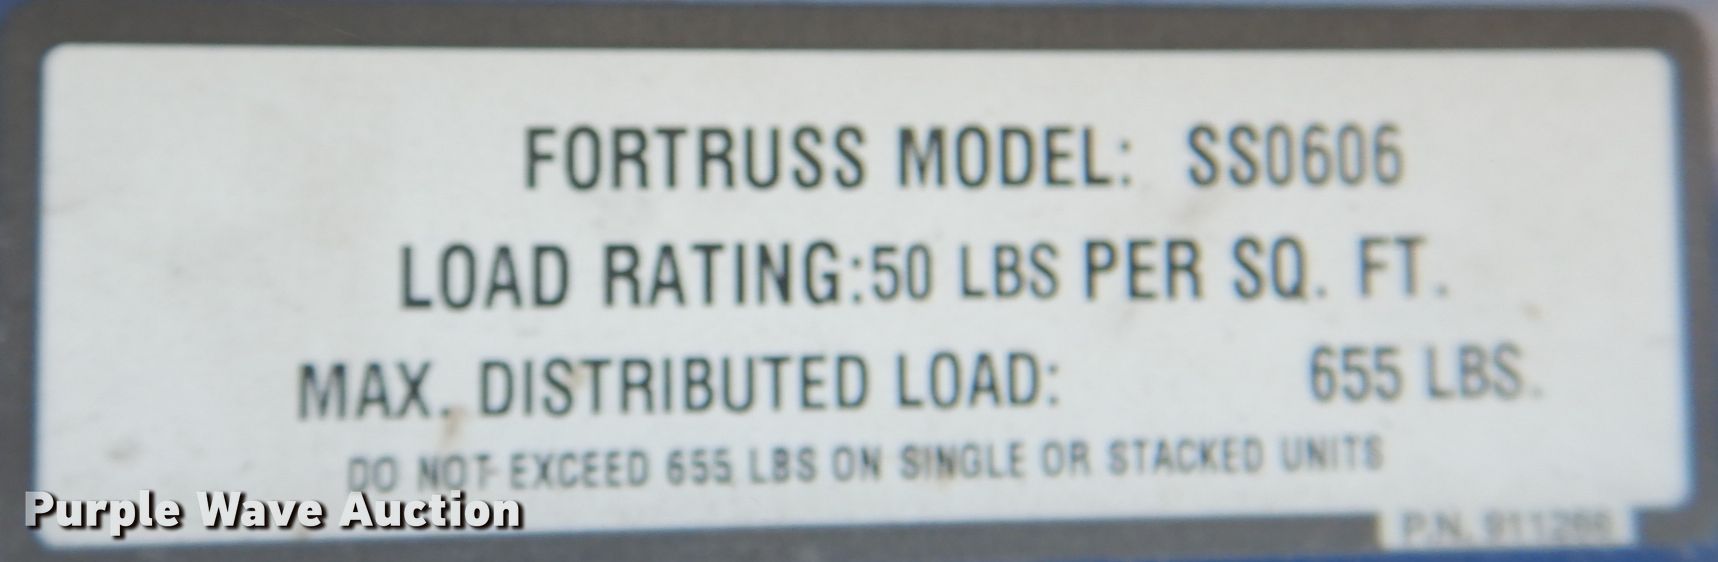 FORTRUSS MODEL: SS0606
LOAD RATING:50 LBS PER SQ. FT.
MAX. DISTRIBUTED LOAD: 655 LBS.
DO NOT EXCEED 655 LBS ON SINGLE OR STACKED UNITS
Purple Wave Auction
P.N. 911266